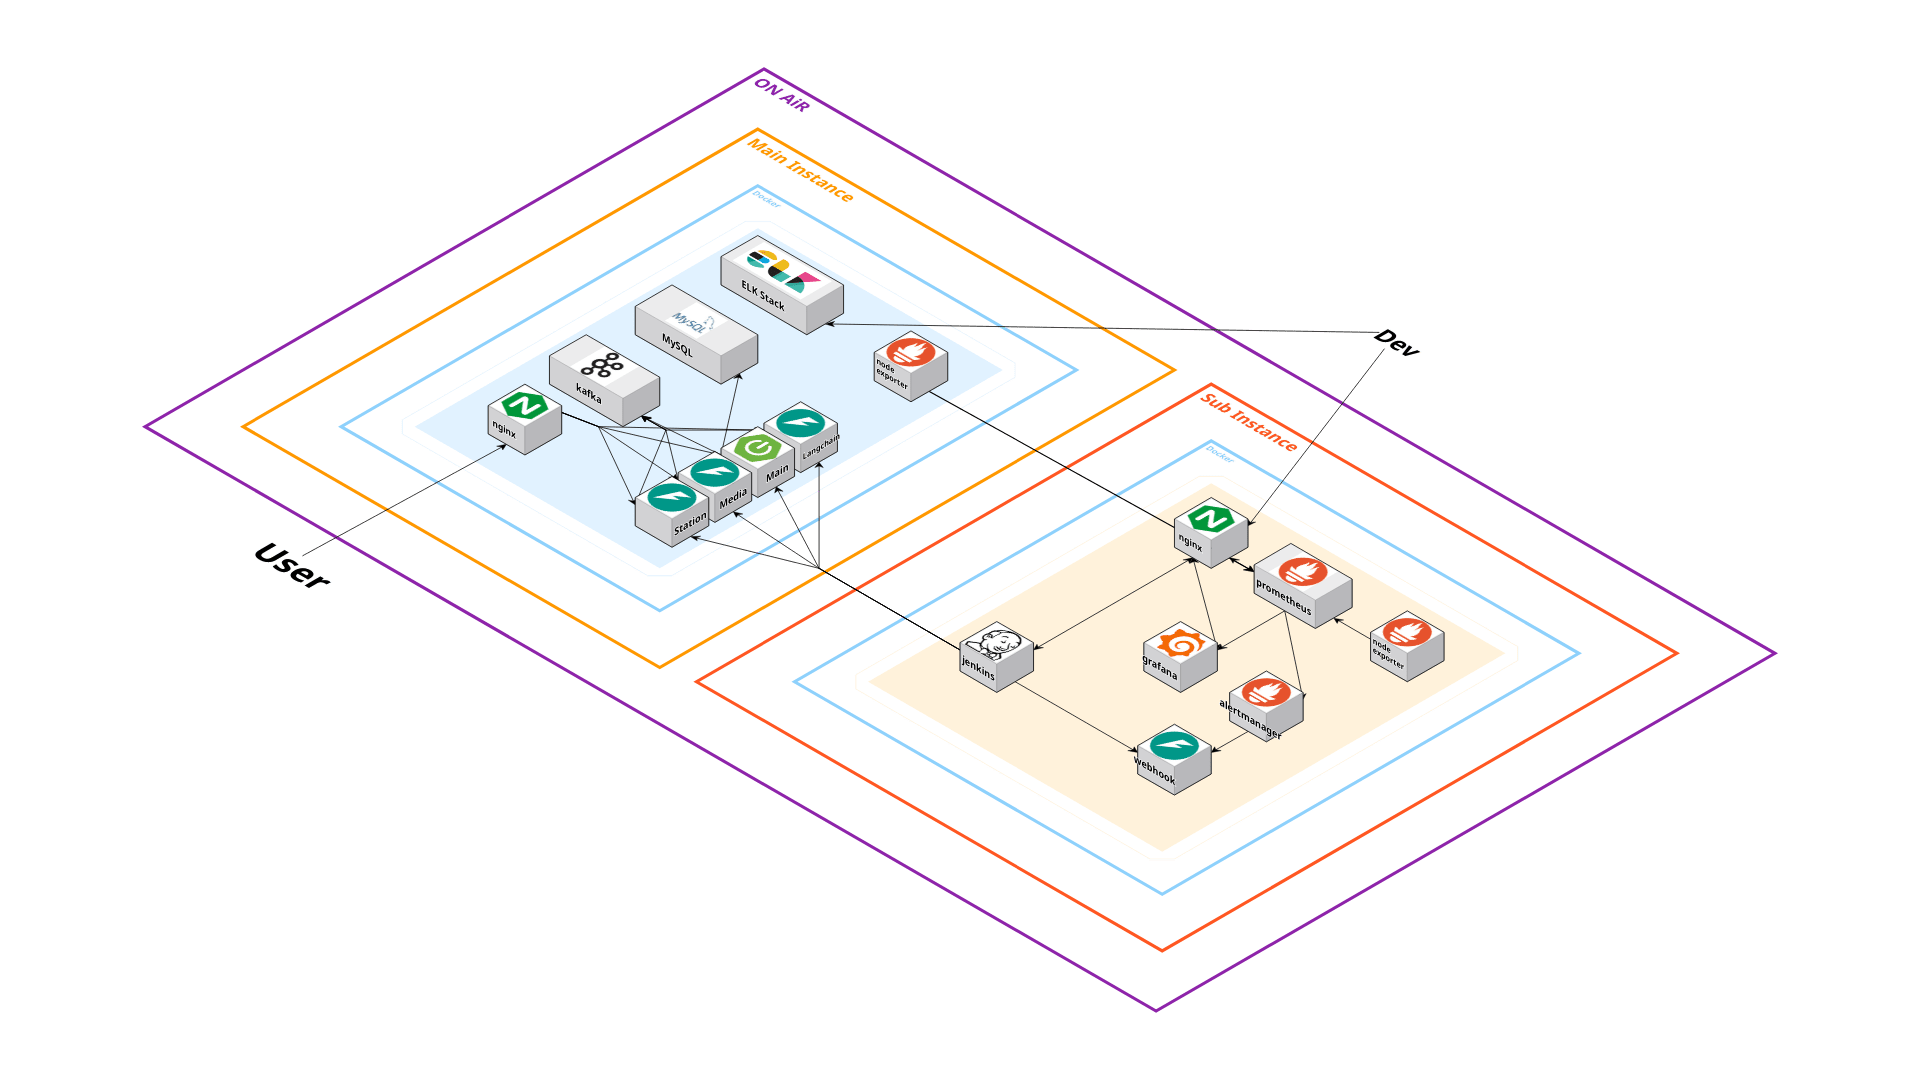 ON AiR
Main Instance
Docker
ELK Stack
MySQL
MySQL
kafka
nginx
node
exporter
Langchain
Main
Media
Station
User
Dev
Sub Instance
Docker
nginx
prometheus
node
exporter
jenkins
grafana
alertmanager
webhook